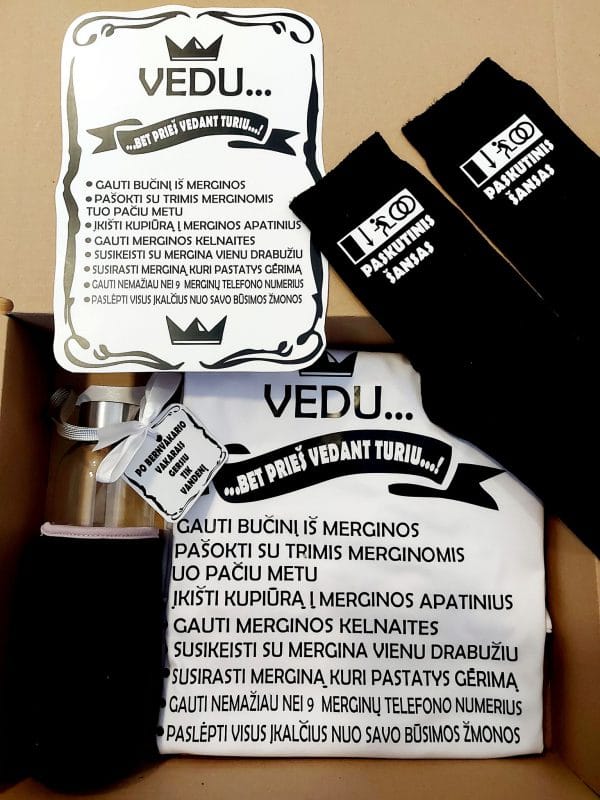 VEDU...
...BET PRIEŠ VEDANT TURIU...!
• GAUTI BUČINĮ IŠ MERGINOS
• PAŠOKTI SU TRIMIS MERGINOMIS
TUO PAČIU METU
• ĮKIŠTI KUPIŪRĄ Į MERGINOS APATINIUS
• GAUTI MERGINOS KELNAITES
• SUSIKEISTI SU MERGINA VIENU DRABUŽIU
• SUSIRASTI MERGINĄ KURI PASTATYS GĖRIMĄ
• GAUTI NEMAŽIAU NEI 9 MERGINŲ TELEFONO NUMERIUS
• PASLĖPTI VISUS ĮKALČIUS NUO SAVO BŪSIMOS ŽMONOS
PASKUTINIS
ŠANSAS
PASKUTINIS
ŠANSAS
PO BERNVAKARIO
VAKARAIS
GERIU
TIK
VANDENĮ
VEDU...
...BET PRIEŠ VEDANT TURIU...!
GAUTI BUČINĮ IŠ MERGINOS
PAŠOKTI SU TRIMIS MERGINOMIS
UO PAČIU METU
ĮKIŠTI KUPIŪRĄ Į MERGINOS APATINIUS
GAUTI MERGINOS KELNAITES
SUSIKEISTI SU MERGINA VIENU DRABUŽIU
• SUSIRASTI MERGINĄ KURI PASTATYS GĖRIMĄ
• GAUTI NEMAŽIAU NEI 9 MERGINŲ TELEFONO NUMERIUS
• PASLĖPTI VISUS ĮKALČIUS NUO SAVO BŪSIMOS ŽMONOS